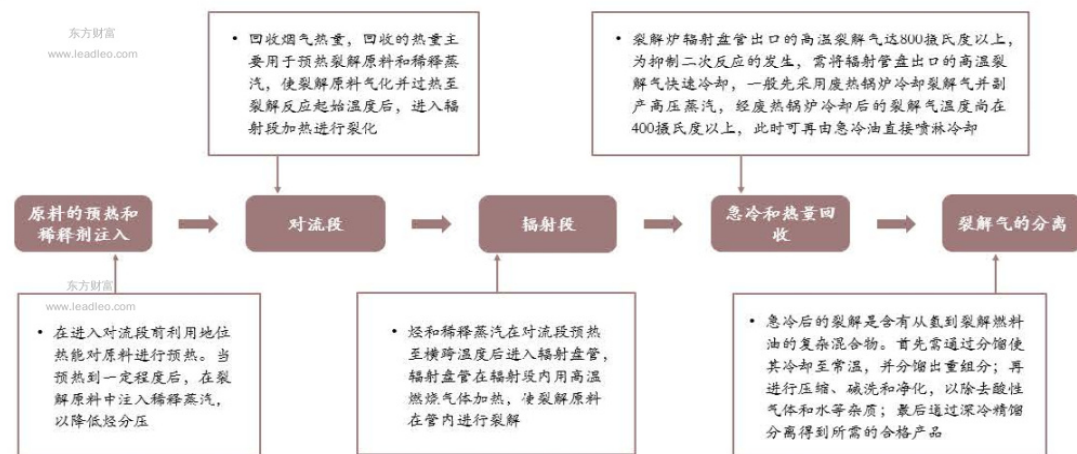 东方财富
www.leadleo.com
• 回收烟气热量，回收的热量主
要用于预热裂解原料和稀释蒸
汽，使裂解原料气化并过热至
裂解反应起始温度后，进入辐
射段加热进行裂化
• 裂解炉辐射盘管出口的高温裂解气达800摄氏度以上，
为抑制二次反应的发生，需将辐射管盘出口的高温裂
解气快速冷却，一般先采用废热锅炉冷却裂解气并副
产高压蒸汽，经废热锅炉冷却后的裂解气温度尚在
400摄氏度以上，此时可再由急冷油直接喷淋冷却
原料的预热和
稀释剂注入
对流段
辐射段
急冷和热量回
收
裂解气的分离
东方财富
www.leadleo.com
• 在进入对流段前利用地位
热能对原料进行预热。当
预热到一定程度后，在裂
解原料中注入稀释蒸汽，
以降低烃分压
• 烃和稀释蒸汽在对流段预热
至横跨温度后进入辐射盘管，
辐射盘管在辐射段内用高温
燃烧气体加热，使裂解原料
在管内进行裂解
• 急冷后的裂解是含有从氢到裂解燃料
油的复杂混合物。首先需通过分馏使
其冷却至常温，并分馏出重组分；再
进行压缩、碱洗和净化，以除去酸性
气体和水等杂质；最后通过深冷精馏
分离得到所需的合格产品